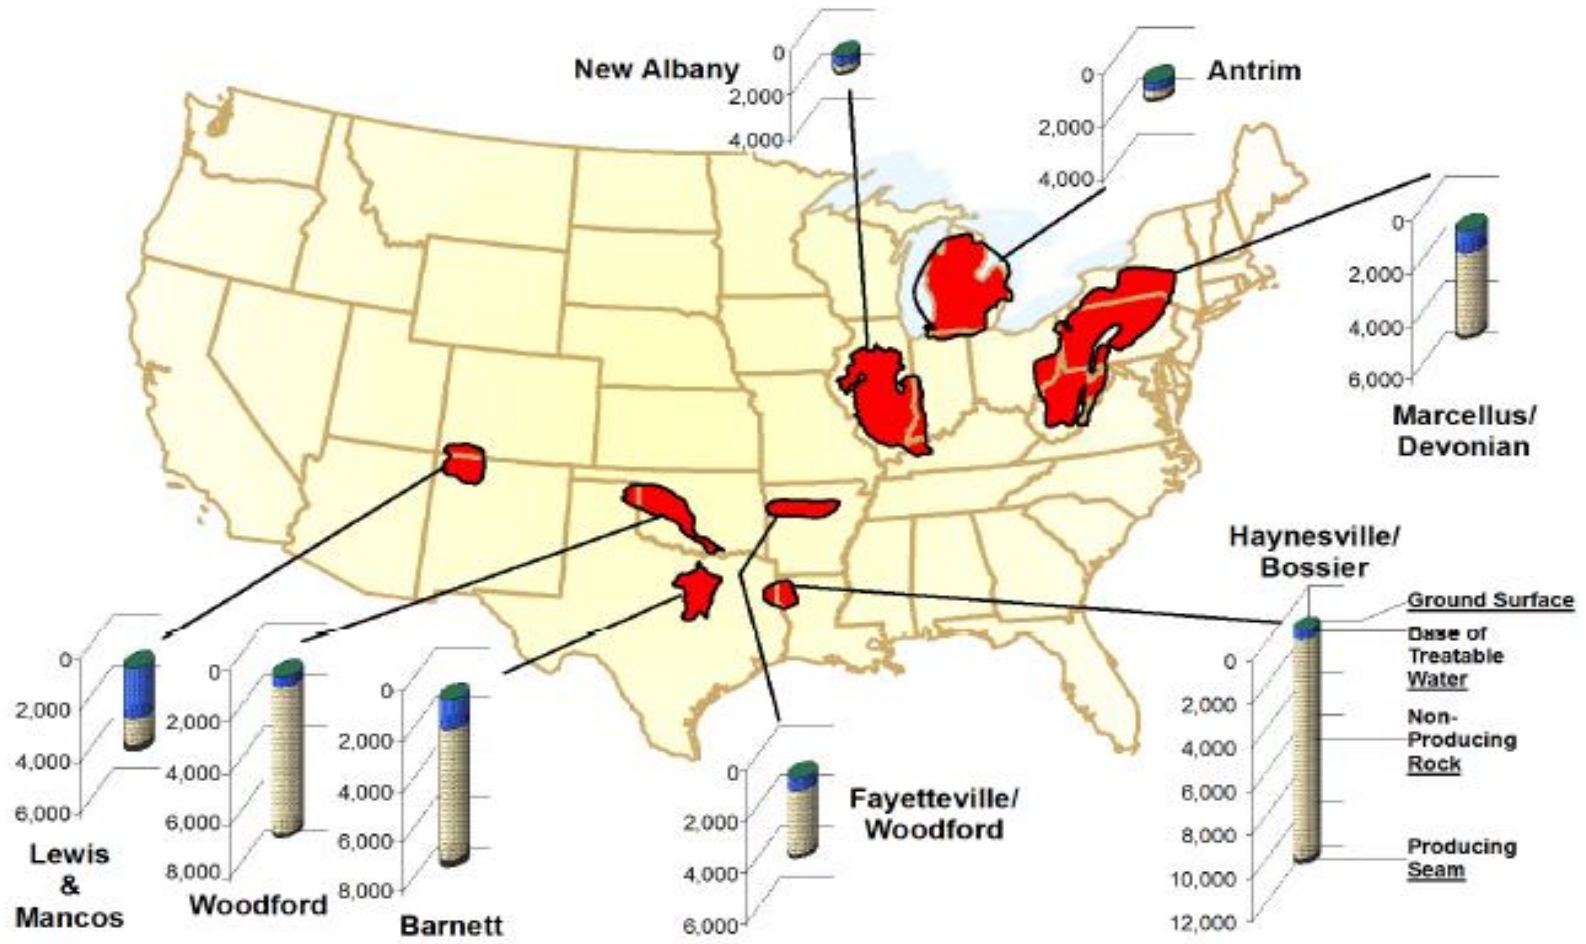 New Albany
0
2,000
4,000
Antrim
0
2,000
4,000
0
2,000
4,000
6,000
Marcellus/
Devonian
Haynesville/
Bossier
Ground Surface
Base of
Treatable
Water
Non-
Producing
Rock
Producing
Seam
0
2,000
4,000
6,000
8,000
10,000
12,000
0
2,000
4,000
6,000
Lewis
&
Mancos
0
2,000
4,000
6,000
8,000
Woodford
0
2,000
4,000
6,000
8,000
Barnett
0
2,000
4,000
6,000
Fayetteville/
Woodford